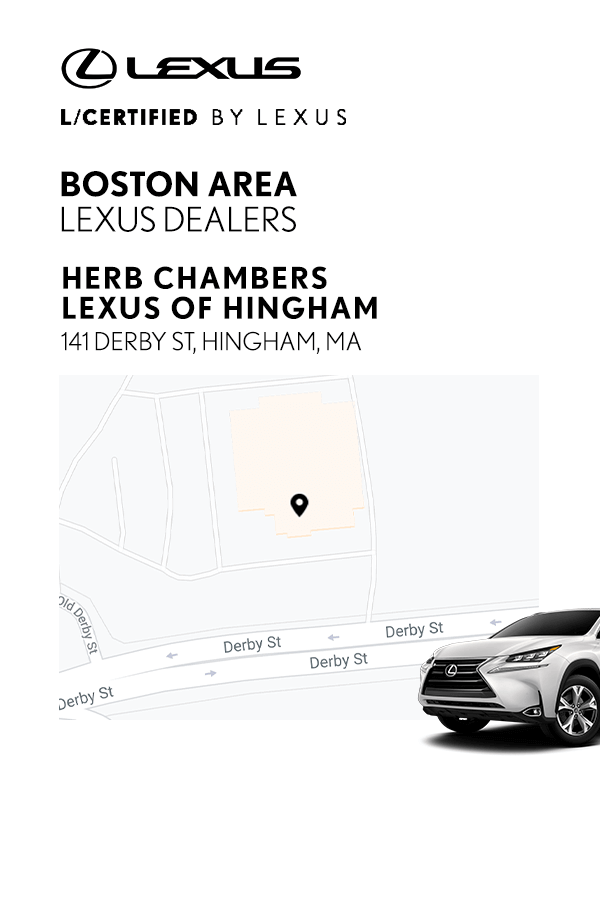 LEXUS
L/CERTIFIED BY LEXUS
BOSTON AREA
LEXUS DEALERS
HERB CHAMBERS
LEXUS OF HINGHAM
141 DERBY ST, HINGHAM, MA
Old Derby St
Derby St
Derby St
Derby St
Derby St